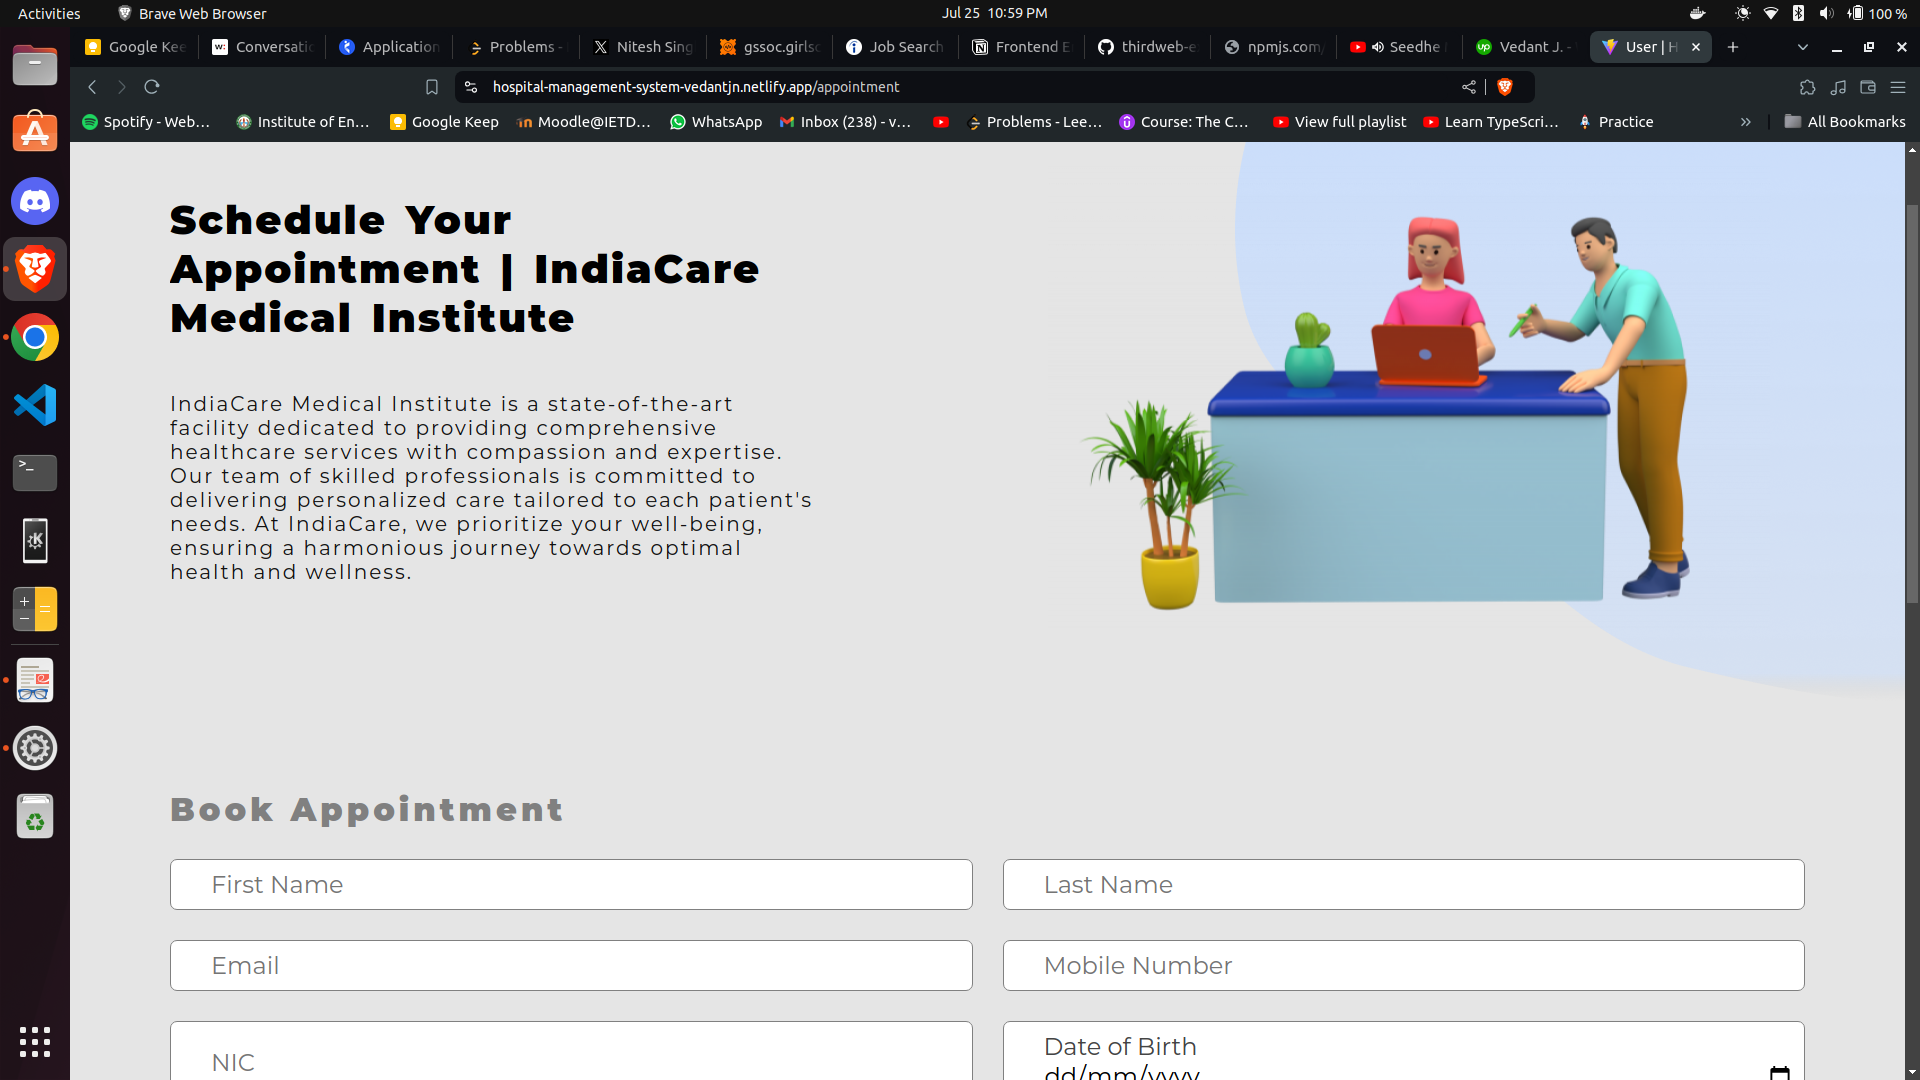 Activities
Brave Web Browser
Jul 25 10:59 PM
100 %
Google Kee
Conversatio
Application
Problems -
Nitesh Sing
gssoc.girlsc
Job Search
Frontend E
thirdweb-e
npmjs.com/
Seedhe
Vedant J. -
User | H
hospital-management-system-vedantjn.netlify.app/appointment
Spotify - Web...
Institute of En...
Google Keep
Moodle@IETD...
WhatsApp
Inbox (238) - v...
Problems - Lee...
Course: The C...
View full playlist
Learn TypeScri...
Practice
All Bookmarks
Schedule Your
Appointment | IndiaCare
Medical Institute
IndiaCare Medical Institute is a state-of-the-art
facility dedicated to providing comprehensive
healthcare services with compassion and expertise.
Our team of skilled professionals is committed to
delivering personalized care tailored to each patient's
needs. At IndiaCare, we prioritize your well-being,
ensuring a harmonious journey towards optimal
health and wellness.
Book Appointment
First Name
Last Name
Email
Mobile Number
NIC
Date of Birth
dd/mm/yyyy